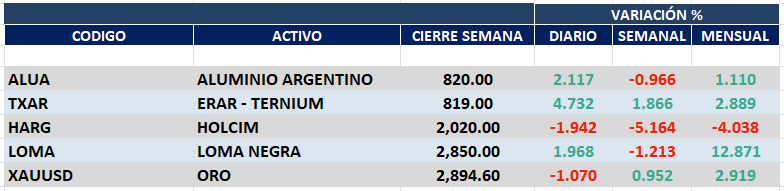 VARIACIÓN %
CODIGO ACTIVO CIERRE SEMANA DIARIO SEMANAL MENSUAL
ALUA ALUMINIO ARGENTINO 820.00 2.117 -0.966 1.110
TXAR ERAR - TERNIUM 819.00 4.732 1.866 2.889
HARG HOLCIM 2,020.00 -1.942 -5.164 -4.038
LOMA LOMA NEGRA 2,850.00 1.968 -1.213 12.871
XAUUSD ORO 2,894.60 -1.070 0.952 2.919